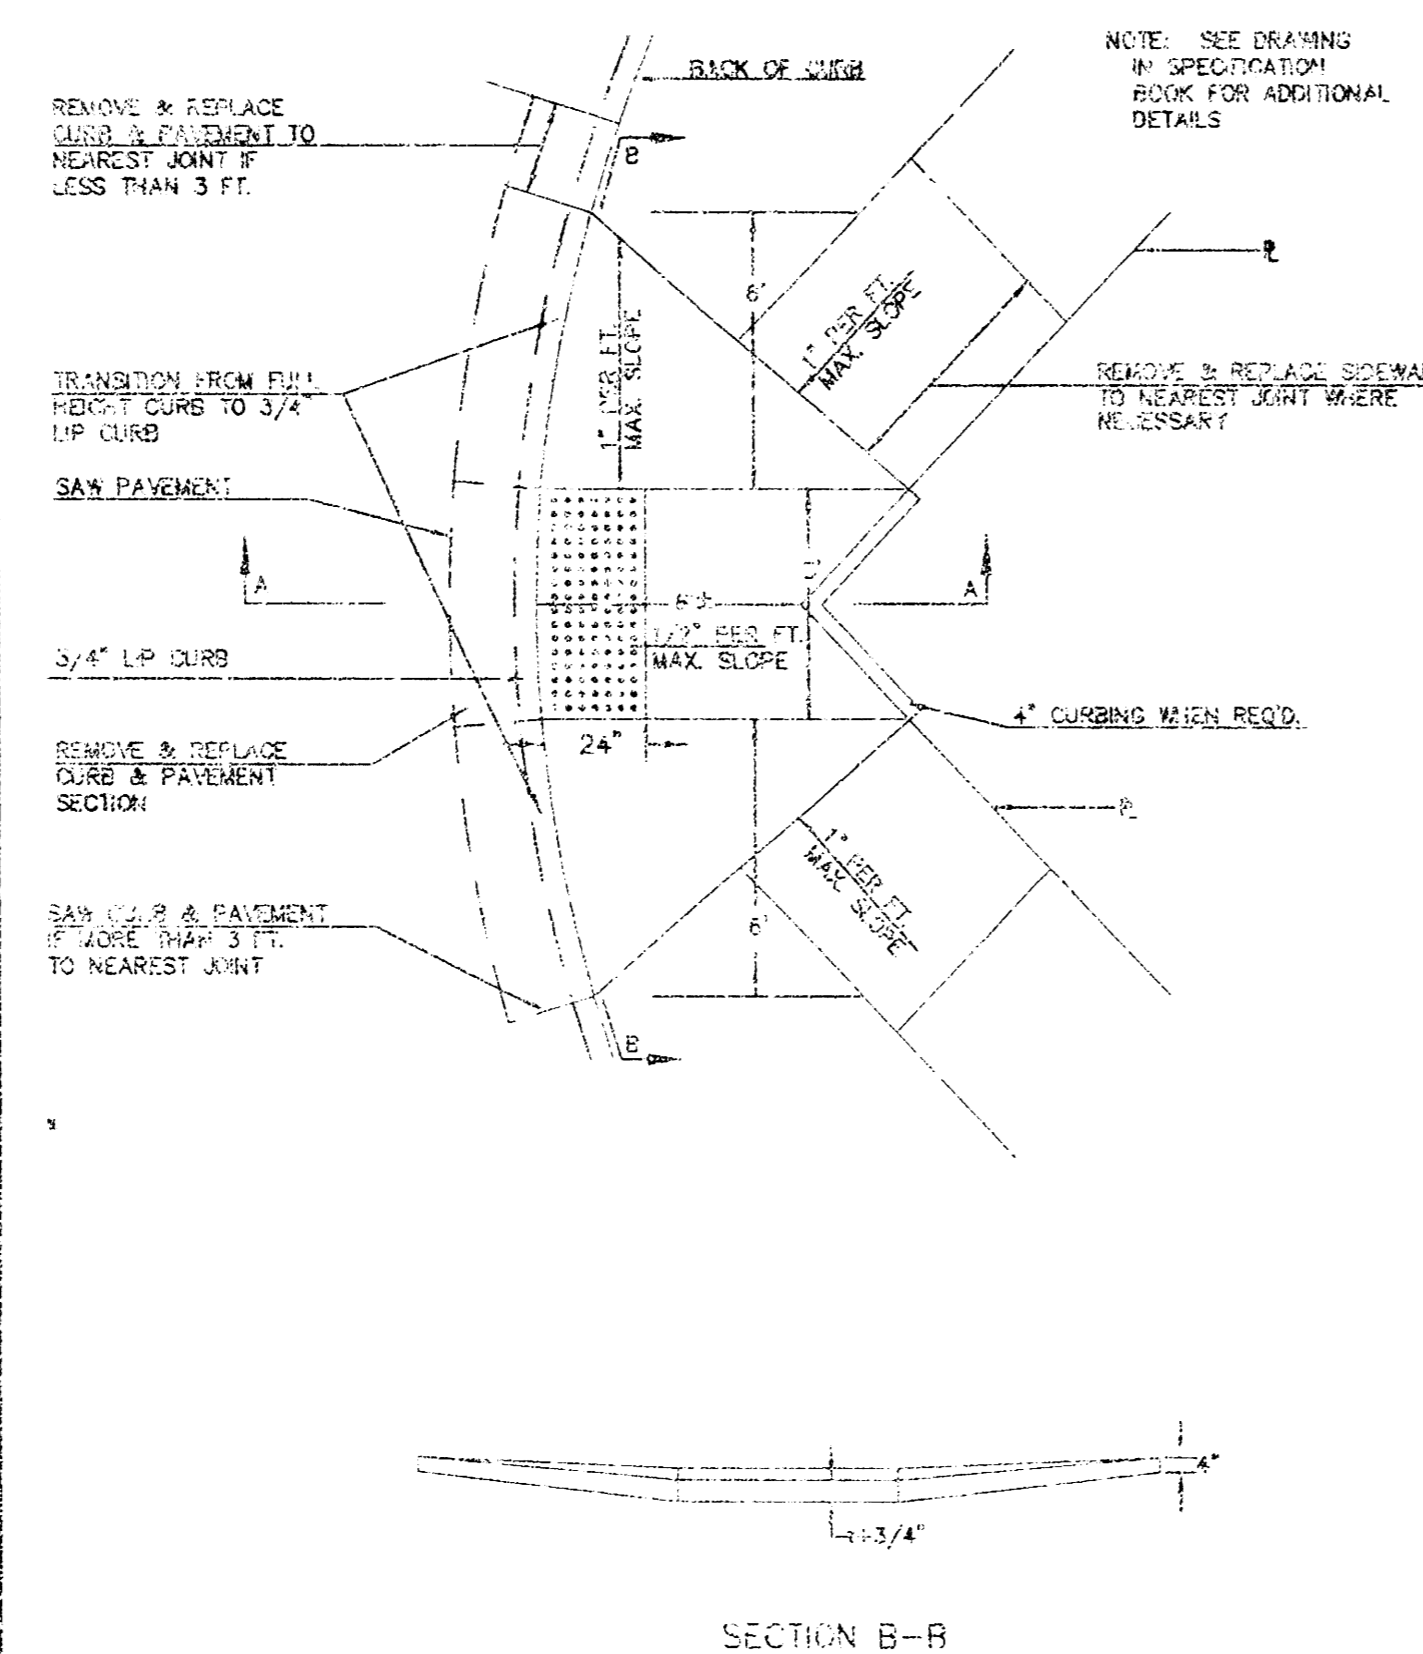 NOTE: SEE DRAWING
IN SPECIFICATION
BOOK FOR ADDITIONAL
DETAILS
BACK OF CURB
REMOVE & REPLACE
CURB & PAVEMENT TO
NEAREST JOINT IF
LESS THAN 3 FT.
B
6'
1" PER FT.
MAX. SLOPE
1" PER FT.
MAX. SLOPE
TRANSITION FROM FULL
HEIGHT CURB TO 3/4"
LIP CURB
REMOVE & REPLACE SIDEWAL
TO NEAREST JOINT WHERE
NECESSARY
SAW PAVEMENT
A
A
1/2" PER FT.
MAX. SLOPE
3/4" LIP CURB
4" CURBING WHEN REQ'D.
24"
REMOVE & REPLACE
CURB & PAVEMENT
SECTION
1" PER FT.
MAX. SLOPE
6'
SAW CURB & PAVEMENT
IF MORE THAN 3 FT.
TO NEAREST JOINT
B
4"
3/4"
SECTION B-B